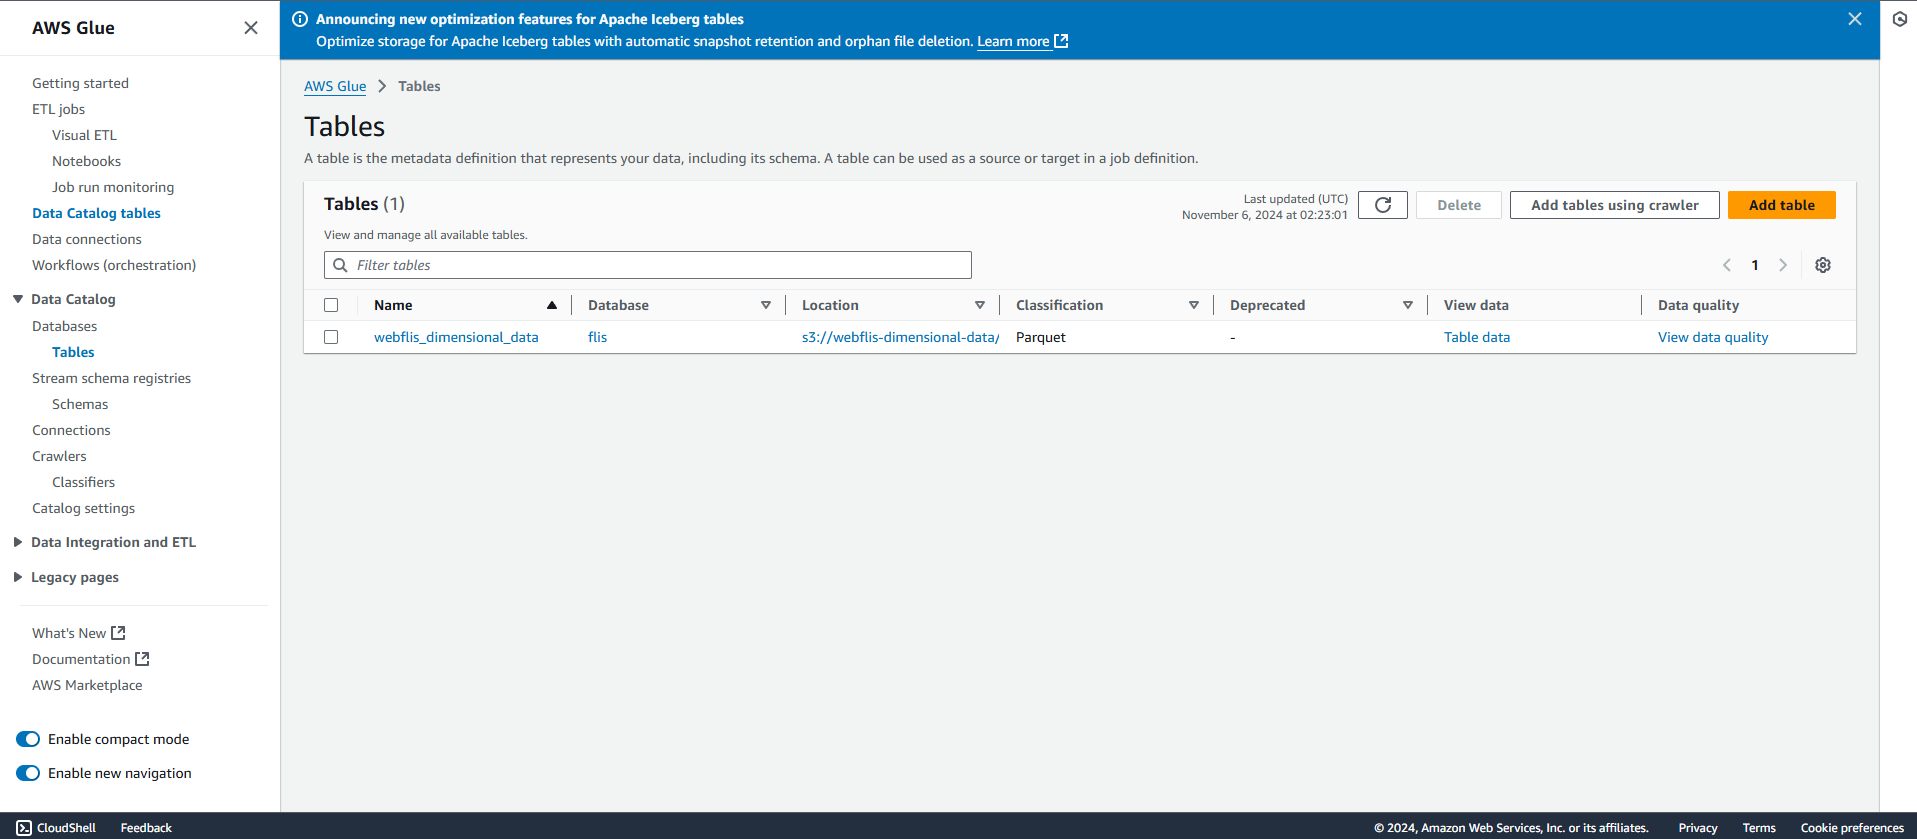 AWS Glue
Getting started
ETL jobs
Visual ETL
Notebooks
Job run monitoring
Data Catalog tables
Data connections
Workflows (orchestration)
Data Catalog
Databases
Tables
Stream schema registries
Schemas
Connections
Crawlers
Classifiers
Catalog settings
Data Integration and ETL
Legacy pages
What's New
Documentation
AWS Marketplace
Enable compact mode
Enable new navigation
Announcing new optimization features for Apache Iceberg tables
Optimize storage for Apache Iceberg tables with automatic snapshot retention and orphan file deletion. Learn more
AWS Glue > Tables
Tables
A table is the metadata definition that represents your data, including its schema. A table can be used as a source or target in a job definition.
Tables (1)
View and manage all available tables.
Last updated (UTC)
November 6, 2024 at 02:23:01
Delete
Add tables using crawler
Add table
Filter tables
1
Name Database Location Classification Deprecated View data Data quality
webflis_dimensional_data flis s3://webflis-dimensional-data/ Parquet - Table data View data quality
CloudShell Feedback © 2024, Amazon Web Services, Inc. or its affiliates. Privacy Terms Cookie preferences